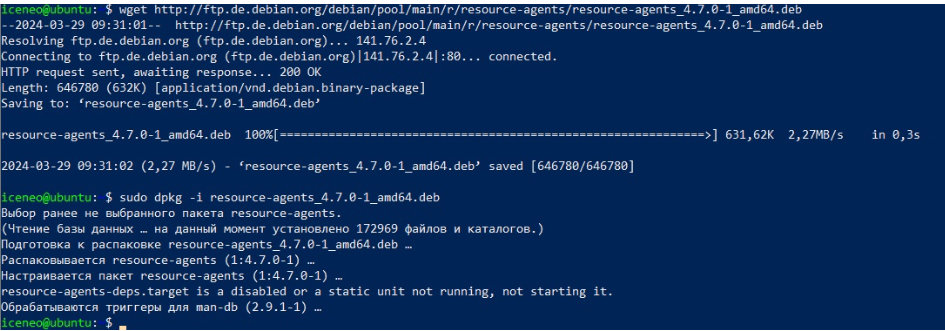 iceneo@ubuntu: $ wget http://ftp.de.debian.org/debian/pool/main/r/resource-agents/resource-agents_4.7.0-1_amd64.deb
--2024-03-29 09:31:01--  http://ftp.de.debian.org/debian/pool/main/r/resource-agents/resource-agents_4.7.0-1_amd64.deb
Resolving ftp.de.debian.org (ftp.de.debian.org)... 141.76.2.4
Connecting to ftp.de.debian.org (ftp.de.debian.org)|141.76.2.4|:80... connected.
HTTP request sent, awaiting response... 200 OK
Length: 646780 (632K) [application/vnd.debian.binary-package]
Saving to: ‘resource-agents_4.7.0-1_amd64.deb’
resource-agents_4.7.0-1_amd64.deb  100%[=============================================================>] 631,62K  2,27MB/s    in 0,3s
2024-03-29 09:31:02 (2,27 MB/s) - ‘resource-agents_4.7.0-1_amd64.deb’ saved [646780/646780]
iceneo@ubuntu: $ sudo dpkg -i resource-agents_4.7.0-1_amd64.deb
Выбор ранее не выбранного пакета resource-agents.
(Чтение базы данных … на данный момент установлено 172969 файлов и каталогов.)
Подготовка к распаковке resource-agents_4.7.0-1_amd64.deb …
Распаковывается resource-agents (1:4.7.0-1) …
Настраивается пакет resource-agents (1:4.7.0-1) …
resource-agents-deps.target is a disabled or a static unit not running, not starting it.
Обрабатываются триггеры для man-db (2.9.1-1) …
iceneo@ubuntu: $